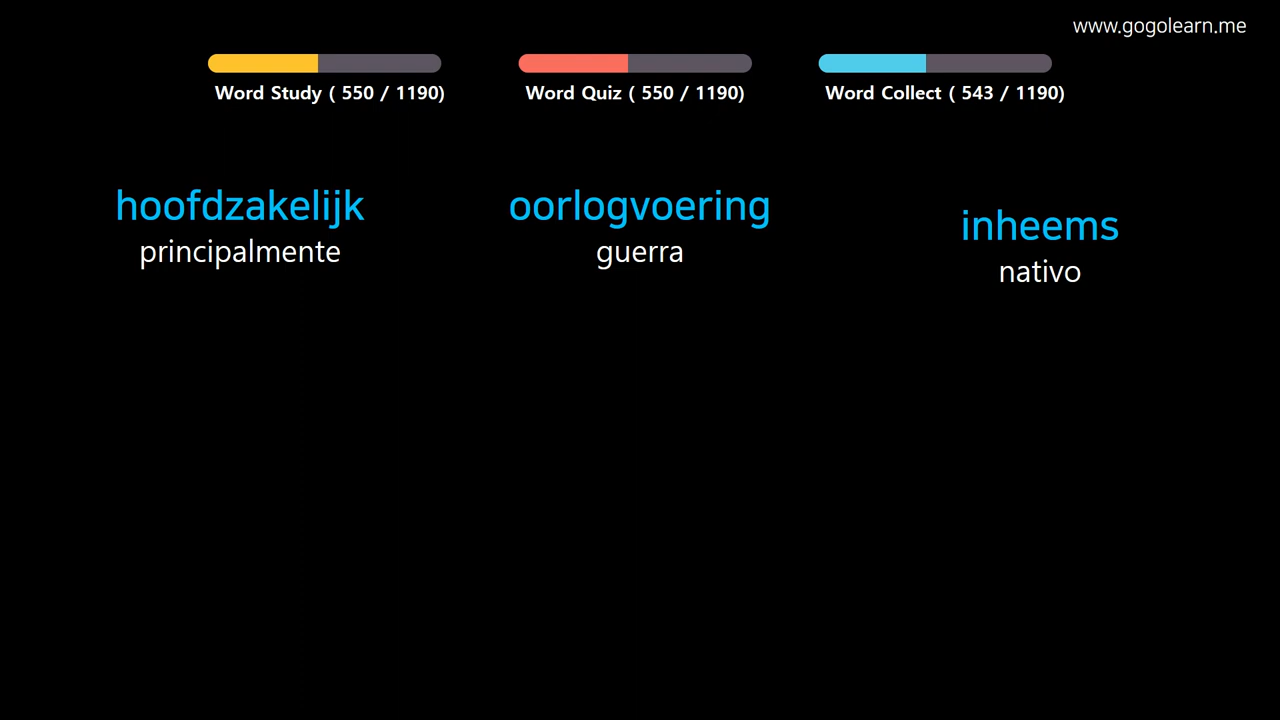 www.gogolearn.me
Word Study ( 550 / 1190)
Word Quiz ( 550 / 1190)
Word Collect ( 543 / 1190)
hoofdzakelijk
principalmente
oorlogvoering
guerra
inheems
nativo